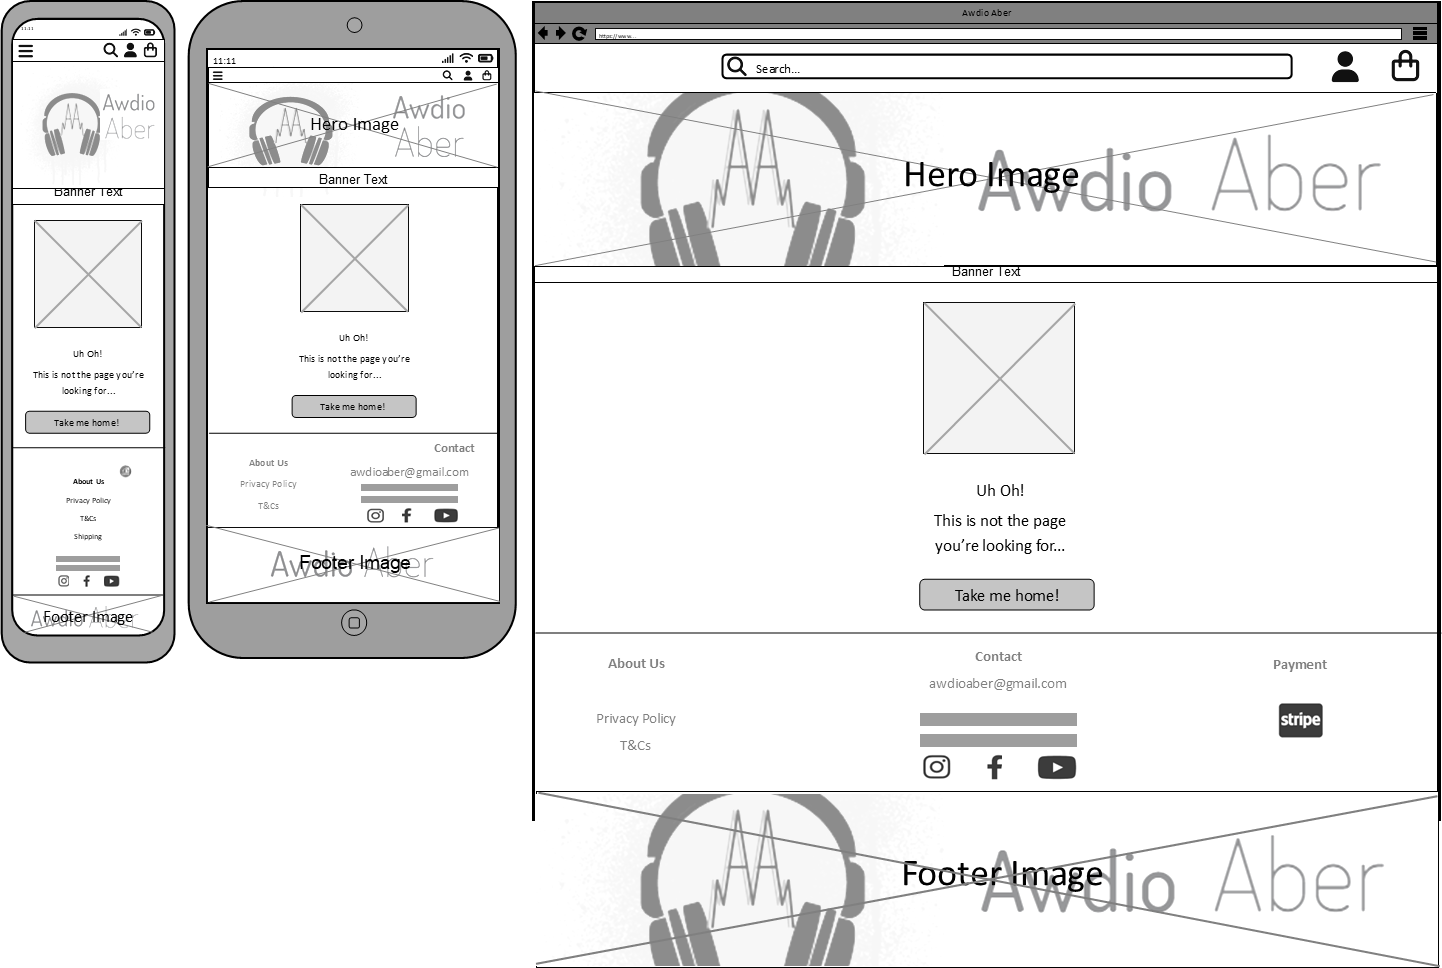 11:11
Awdio
Aber
Banner Text
Uh Oh!
This is not the page you're
looking for...
Take me home!
About Us
Privacy Policy
T&Cs
Shipping
Awdio Aber
Footer Image
11:11
Awdio
Aber
Hero Image
Banner Text
Uh Oh!
This is not the page you're
looking for...
Take me home!
Contact
About Us
awdioaber@gmail.com
Privacy Policy
T&Cs
Awdio Aber
Footer Image
Awdio Aber
https://www...
Search...
Hero Image
Awdio Aber
Banner Text
Uh Oh!
This is not the page
you're looking for...
Take me home!
About Us
Privacy Policy
T&Cs
Contact
awdioaber@gmail.com
Payment
stripe
Footer Image
Awdio Aber